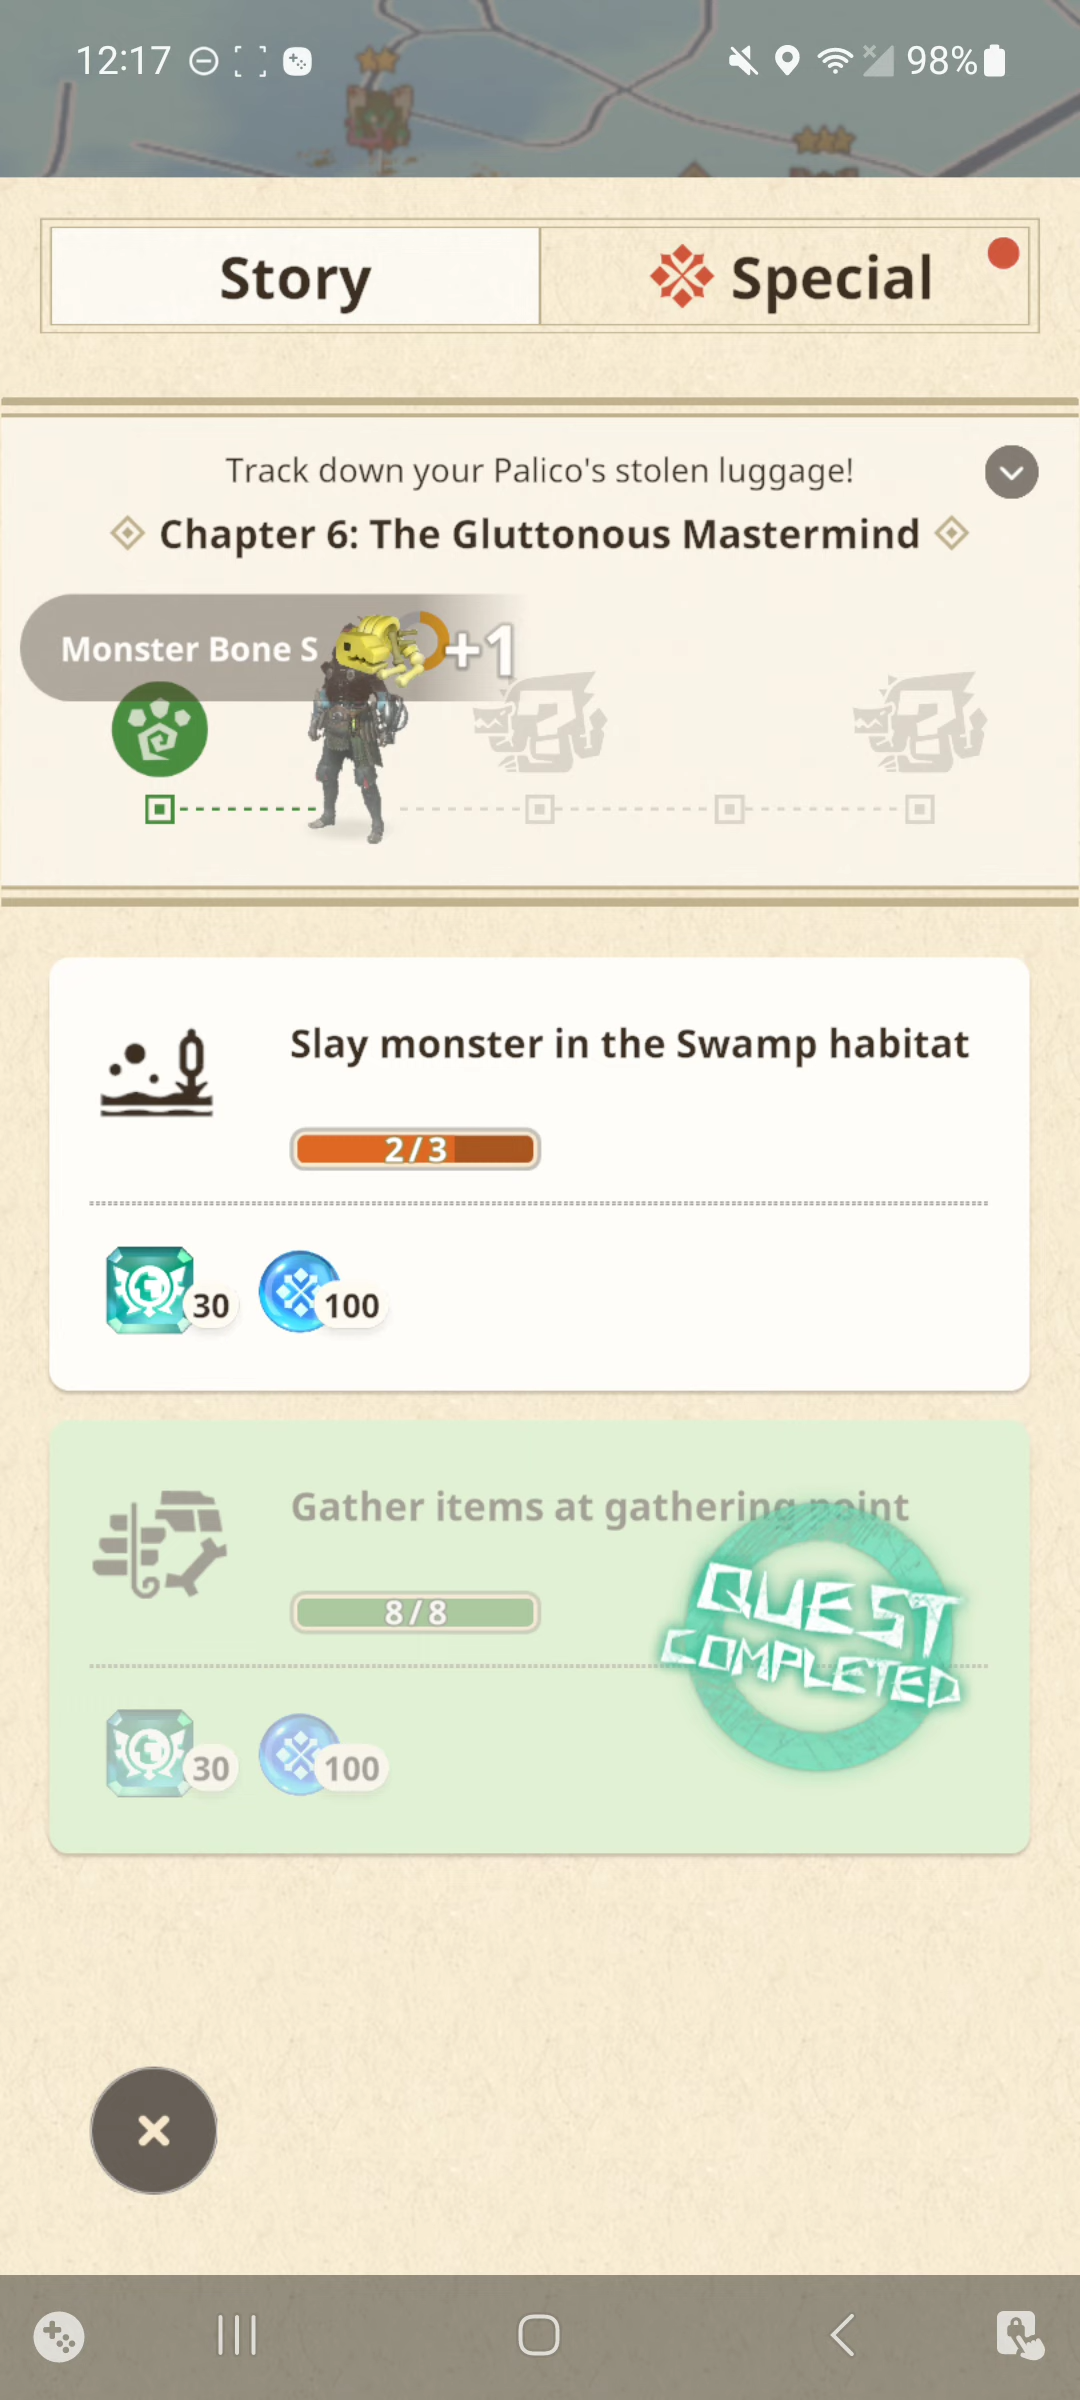 12:17
98%
Story
Special
Track down your Palico's stolen luggage!
Chapter 6: The Gluttonous Mastermind
Monster Bone S
+1
Slay monster in the Swamp habitat
2/3
30
100
Gather items at gathering point
8/8
QUEST
COMPLETED
30
100